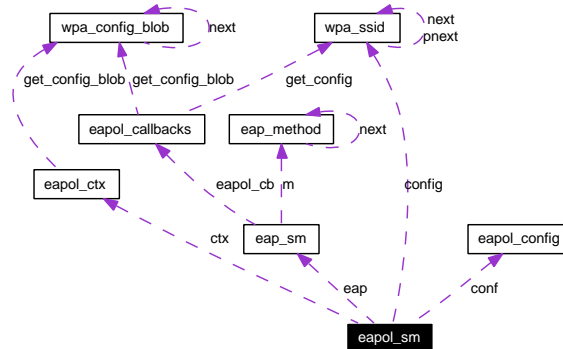 wpa_config_blob
next
wpa_ssid
next
pnext
get_config_blob
get_config_blob
get_config
eapol_callbacks
eap_method
next
eapol_ctx
eapol_cb
m
config
ctx
eap_sm
eapol_config
eap
conf
eapol_sm